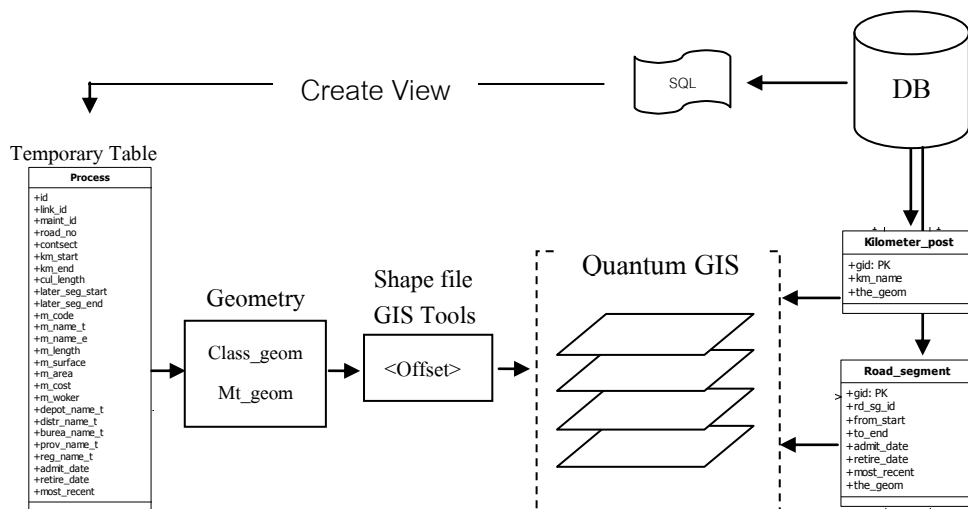 Create View
SQL
DB
Temporary Table
Process
+id
+link_id
+maint_id
+road_no
+contsect
+km_start
+km_end
+cul_length
+later_seg_start
+later_seg_end
+m_code
+m_name_t
+m_name_e
+m_length
+m_surface
+m_area
+m_cost
+m_woker
+depot_name_t
+distr_name_t
+burea_name_t
+prov_name_t
+reg_name_t
+admit_date
+retire_date
+most_recent
Geometry
Class_geom
Mt_geom
Shape file
GIS Tools
<Offset>
Quantum GIS
Kilometer_post
+gid: PK
+km_name
+the_geom
Road_segment
+gid: PK
+rd_sg_id
+from_start
+to_end
+admit_date
+retire_date
+most_recent
+the_geom